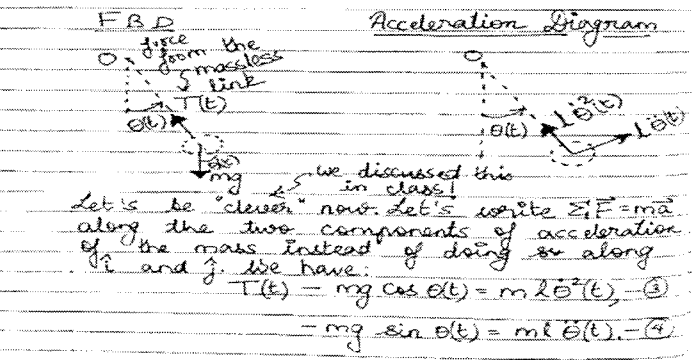 FBD
Acceleration Diagram
force
from the
massless
link
O
T(t)
θ(t)
mg
O
lθ̇²(t)
θ(t)
lθ̈(t)
we discussed this
in class!
Let's be "clever" now. Let's write Σ F⃗ = ma⃗
along the two components of acceleration
of the mass instead of doing so along
î and ĵ. We have:
T(t) − mg cos θ(t) = mlθ̇²(t), −③
− mg sin θ(t) = mlθ̈(t). −④